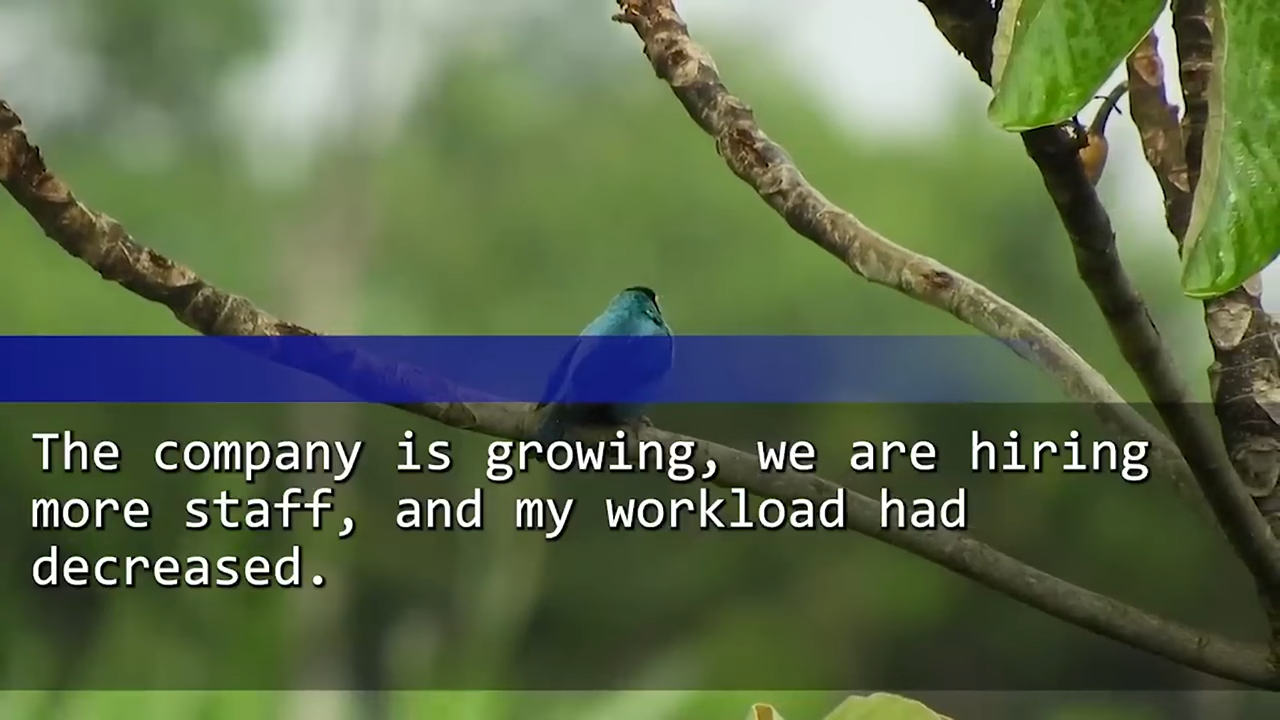 The company is growing, we are hiring
more staff, and my workload had
decreased.